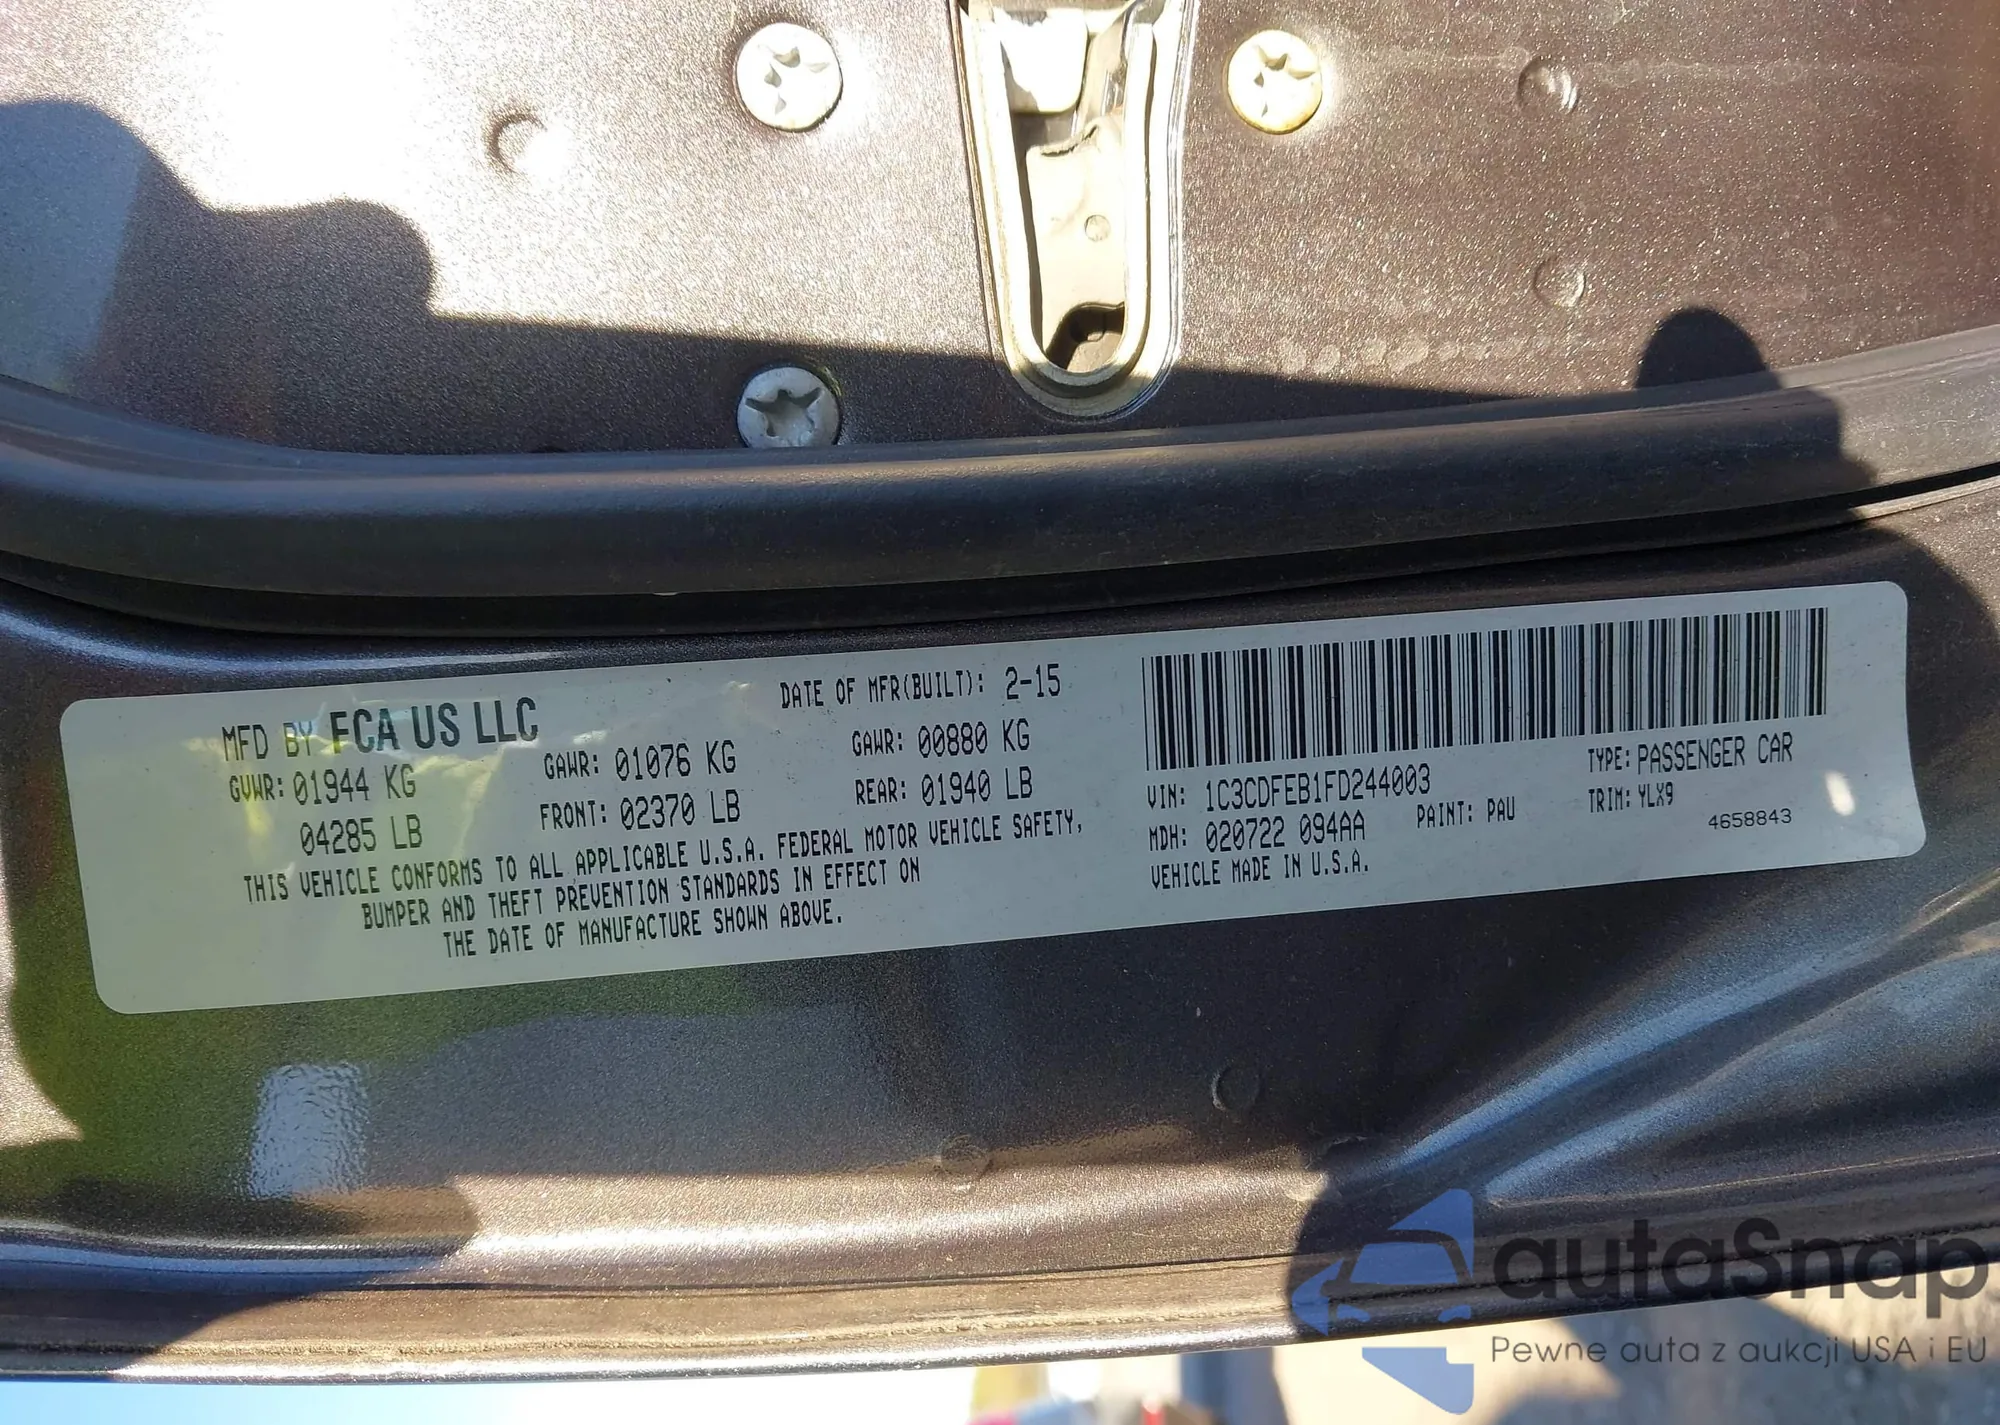 MFD BY FCA US LLC
DATE OF MFR(BUILT): 2-15
GVWR: 01944 KG
04285 LB
GAWR: 01076 KG
FRONT: 02370 LB
GAWR: 00880 KG
REAR: 01940 LB
THIS VEHICLE CONFORMS TO ALL APPLICABLE U.S.A. FEDERAL MOTOR VEHICLE SAFETY,
BUMPER AND THEFT PREVENTION STANDARDS IN EFFECT ON
THE DATE OF MANUFACTURE SHOWN ABOVE.
VIN: 1C3CDFEB1FD244003
TYPE: PASSENGER CAR
MDH: 020722 094AA
PAINT: PAU
TRIM: YLX9
VEHICLE MADE IN U.S.A.
4658843
autaSnap
Pewne auta z aukcji USA i EU